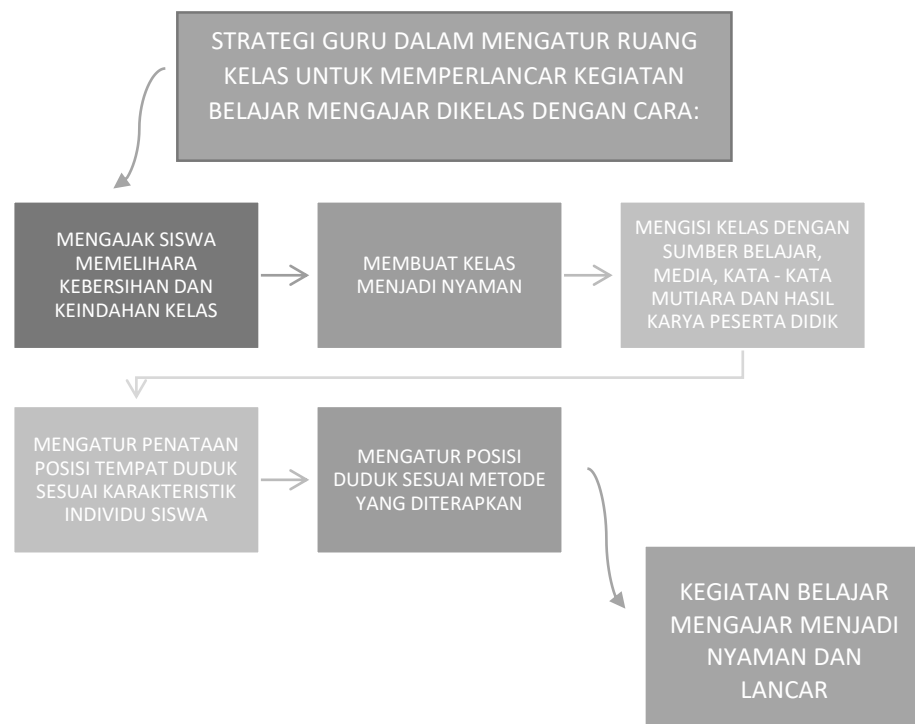 STRATEGI GURU DALAM MENGATUR RUANG
KELAS UNTUK MEMPERLANCAR KEGIATAN
BELAJAR MENGAJAR DIKELAS DENGAN CARA:
MENGAJAK SISWA
MEMELIHARA
KEBERSIHAN DAN
KEINDAHAN KELAS
MEMBUAT KELAS
MENJADI NYAMAN
MENGISI KELAS DENGAN
SUMBER BELAJAR,
MEDIA, KATA - KATA
MUTIARA DAN HASIL
KARYA PESERTA DIDIK
MENGATUR PENATAAN
POSISI TEMPAT DUDUK
SESUAI KARAKTERISTIK
INDIVIDU SISWA
MENGATUR POSISI
DUDUK SESUAI METODE
YANG DITERAPKAN
KEGIATAN BELAJAR
MENGAJAR MENJADI
NYAMAN DAN
LANCAR